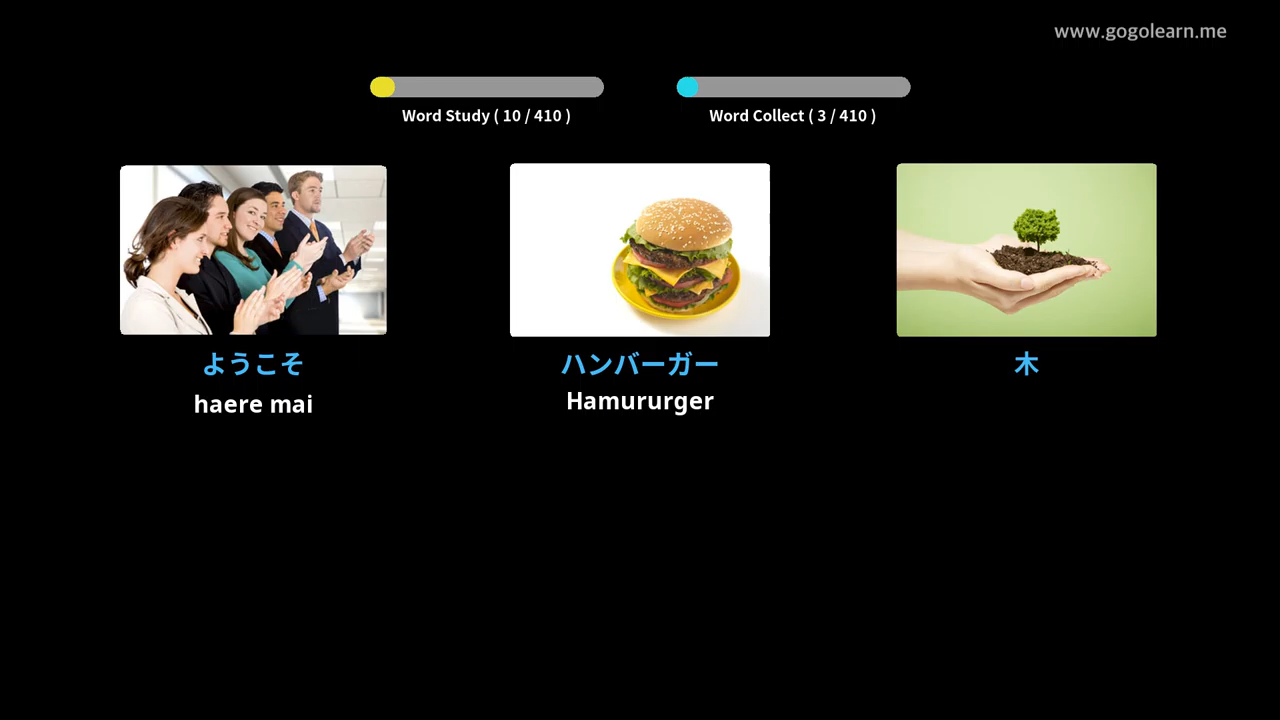 www.gogolearn.me
Word Study ( 10 / 410 )
Word Collect ( 3 / 410 )
ようこそ
haere mai
ハンバーガー
Hamururger
木